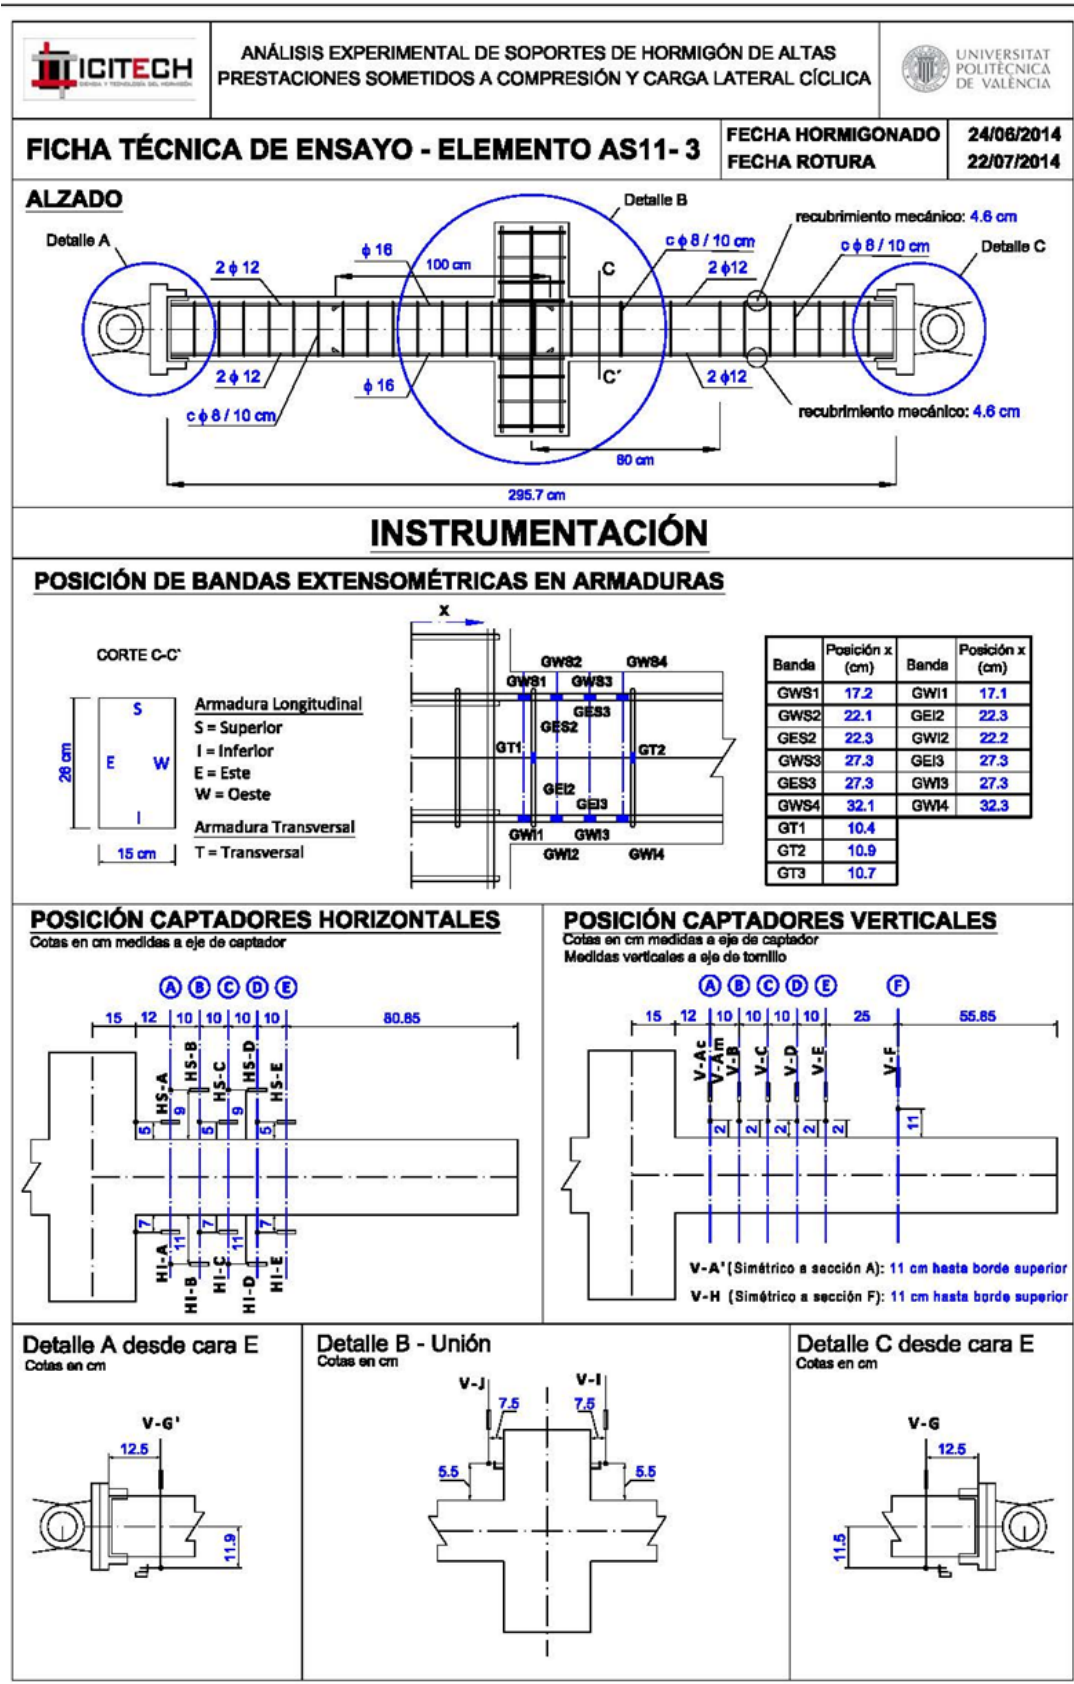 ICITECH
ANÁLISIS EXPERIMENTAL DE SOPORTES DE HORMIGÓN DE ALTAS
PRESTACIONES SOMETIDOS A COMPRESIÓN Y CARGA LATERAL CÍCLICA
UNIVERSITAT
POLITÈCNICA
DE VALÈNCIA
FICHA TÉCNICA DE ENSAYO - ELEMENTO AS11- 3
FECHA HORMIGONADO 24/06/2014
FECHA ROTURA 22/07/2014
ALZADO
Detalle A
Detalle B
Detalle C
recubrimiento mecánico: 4.6 cm
2 ϕ 12
ϕ 16
100 cm
c ϕ 8 / 10 cm
2 ϕ12
c ϕ 8 / 10 cm
C
C´
2 ϕ 12
ϕ 16
2 ϕ12
c ϕ 8 / 10 cm
recubrimiento mecánico: 4.6 cm
60 cm
295.7 cm
INSTRUMENTACIÓN
POSICIÓN DE BANDAS EXTENSOMÉTRICAS EN ARMADURAS
CORTE C-C´
S
E W
I
26 cm
15 cm
Armadura Longitudinal
S = Superior
I = Inferior
E = Este
W = Oeste
Armadura Transversal
T = Transversal
X
GWS2 GWS4
GWS1 GWS3
GES3
GES2
GT1 GT2
GEI2
GEI3
GWI1 GWI3
GWI2 GWI4
Banda Posición x (cm) Banda Posición x (cm)
GWS1 17.2 GWI1 17.1
GWS2 22.1 GEI2 22.3
GES2 22.3 GWI2 22.2
GWS3 27.3 GEI3 27.3
GES3 27.3 GWI3 27.3
GWS4 32.1 GWI4 32.3
GT1 10.4
GT2 10.9
GT3 10.7
POSICIÓN CAPTADORES HORIZONTALES
Cotas en cm medidas a eje de captador
A B C D E
15 12 10 10 10 10 80.65
HS-A HS-B HS-C HS-D HS-E
9 9
5 5 5
7 7 7
11 11
HI-A HI-B HI-C HI-D HI-E
POSICIÓN CAPTADORES VERTICALES
Cotas en cm medidas a eje de captador
Medidas verticales a eje de tornillo
A B C D E F
15 12 10 10 10 10 25 55.65
V-Ac V-Am V-B V-C V-D V-E V-F
2 2 2 2 2 11
V-A' (Simétrico a sección A): 11 cm hasta borde superior
V-H (Simétrico a sección F): 11 cm hasta borde superior
Detalle A desde cara E
Cotas en cm
V-G'
12.5
11.9
Detalle B - Unión
Cotas en cm
V-J V-I
7.5 7.5
5.5 5.5
Detalle C desde cara E
Cotas en cm
V-G
12.5
11.5